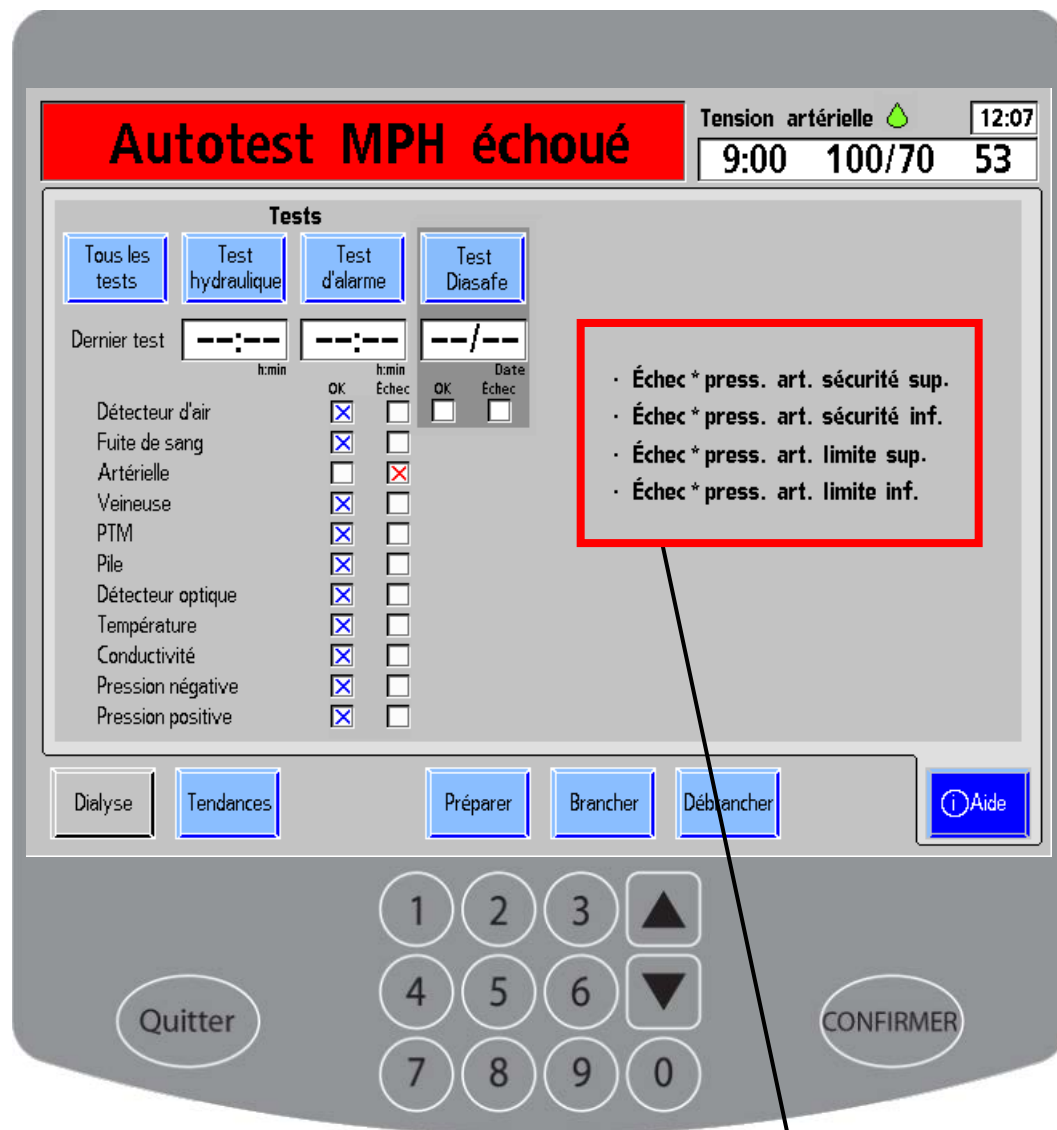 Autotest MPH échoué
Tension artérielle
12:07
9:00 100/70 53
Tests
Tous les tests
Test hydraulique
Test d'alarme
Test Diasafe
Dernier test
--:--
--:--
--/--
h:min
h:min
Date
OK Échec
OK Échec
Détecteur d'air
Fuite de sang
Artérielle
Veineuse
PTM
Pile
Détecteur optique
Température
Conductivité
Pression négative
Pression positive
· Échec * press. art. sécurité sup.
· Échec * press. art. sécurité inf.
· Échec * press. art. limite sup.
· Échec * press. art. limite inf.
Dialyse
Tendances
Préparer
Brancher
Débrancher
Aide
1 2 3
4 5 6
7 8 9 0
Quitter
CONFIRMER